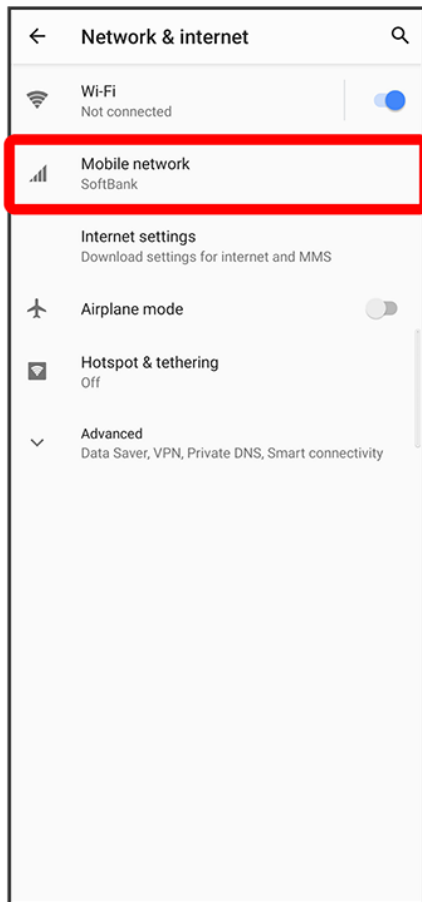 Network & internet
Wi-Fi
Not connected
Mobile network
SoftBank
Internet settings
Download settings for internet and MMS
Airplane mode
Hotspot & tethering
Off
Advanced
Data Saver, VPN, Private DNS, Smart connectivity